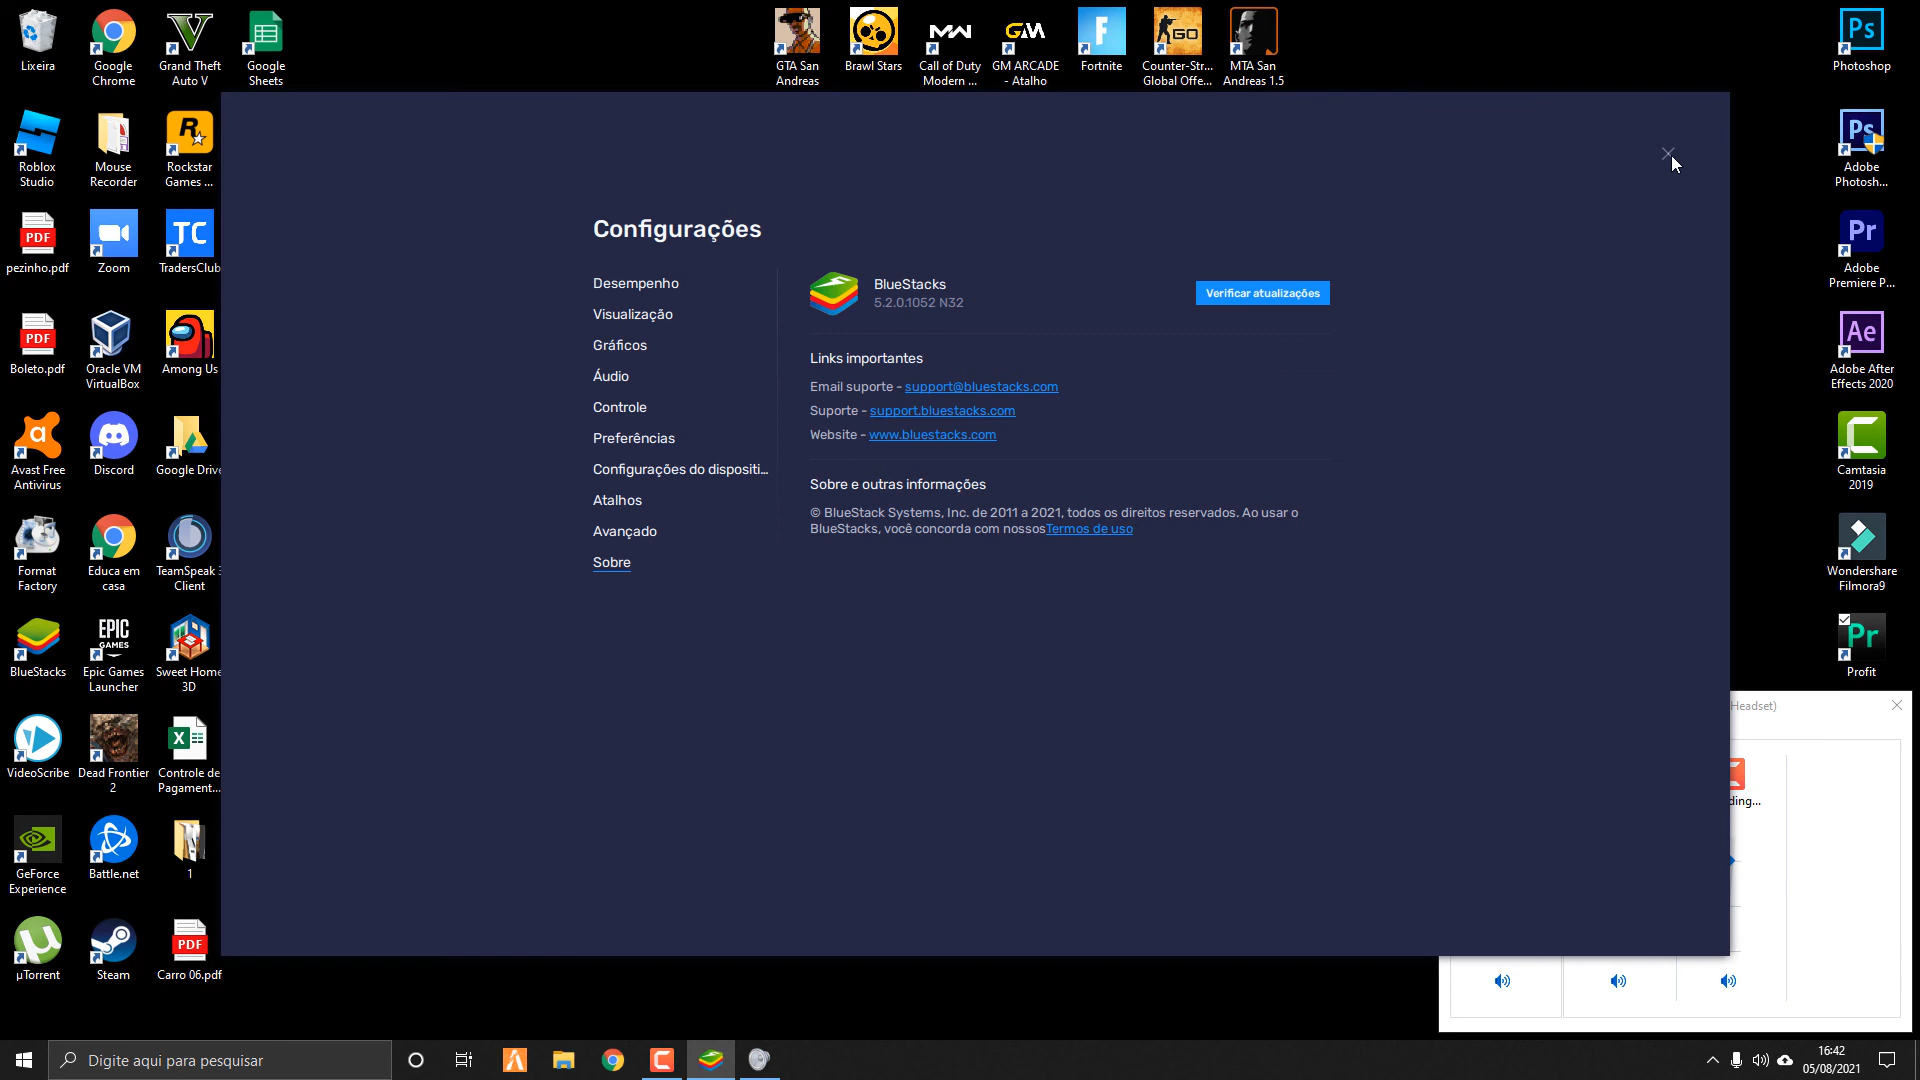 Lixeira
Google
Chrome
Grand Theft
Auto V
Google
Sheets
GTA San
Andreas
Brawl Stars
Call of Duty
Modern ...
GM ARCADE
- Atalho
Fortnite
Counter-Str...
Global Offe...
MTA San
Andreas 1.5
Photoshop
Roblox
Studio
Mouse
Recorder
Rockstar
Games ...
Adobe
Photosh...
pezinho.pdf
Zoom
TradersClub
Adobe
Premiere P...
Boleto.pdf
Oracle VM
VirtualBox
Among Us
Adobe After
Effects 2020
Avast Free
Antivirus
Discord
Google Drive
Camtasia
2019
Format
Factory
Educa em
casa
TeamSpeak 3
Client
Wondershare
Filmora9
BlueStacks
Epic Games
Launcher
Sweet Home
3D
Profit
VideoScribe
Dead Frontier
2
Controle de
Pagament...
GeForce
Experience
Battle.net
1
µTorrent
Steam
Carro 06.pdf
Configurações
Desempenho
Visualização
Gráficos
Áudio
Controle
Preferências
Configurações do dispositi...
Atalhos
Avançado
Sobre
BlueStacks
5.2.0.1052 N32
Verificar atualizações
Links importantes
Email suporte - support@bluestacks.com
Suporte - support.bluestacks.com
Website - www.bluestacks.com
Sobre e outras informações
© BlueStack Systems, Inc. de 2011 a 2021, todos os direitos reservados. Ao usar o
BlueStacks, você concorda com nossosTermos de uso
Headset)
ding...
Digite aqui para pesquisar
16:42
05/08/2021